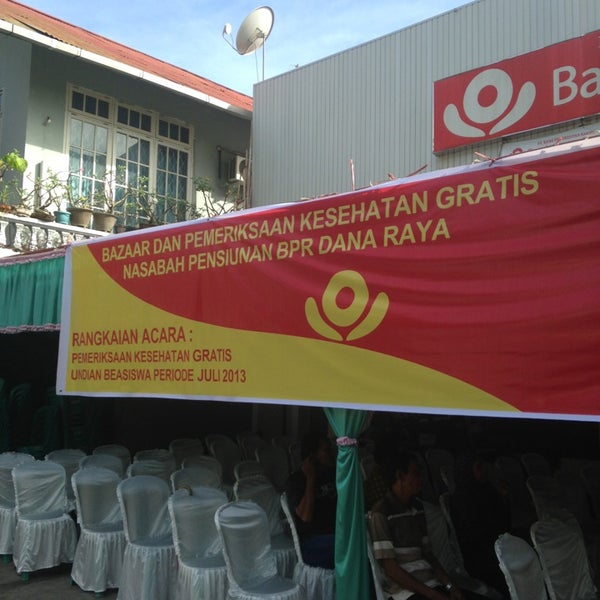 Ba
BAZAAR DAN PEMERIKSAAN KESEHATAN GRATIS
NASABAH PENSIUNAN BPR DANA RAYA
RANGKAIAN ACARA :
PEMERIKSAAN KESEHATAN GRATIS
UNDIAN BEASISWA PERIODE JULI 2013